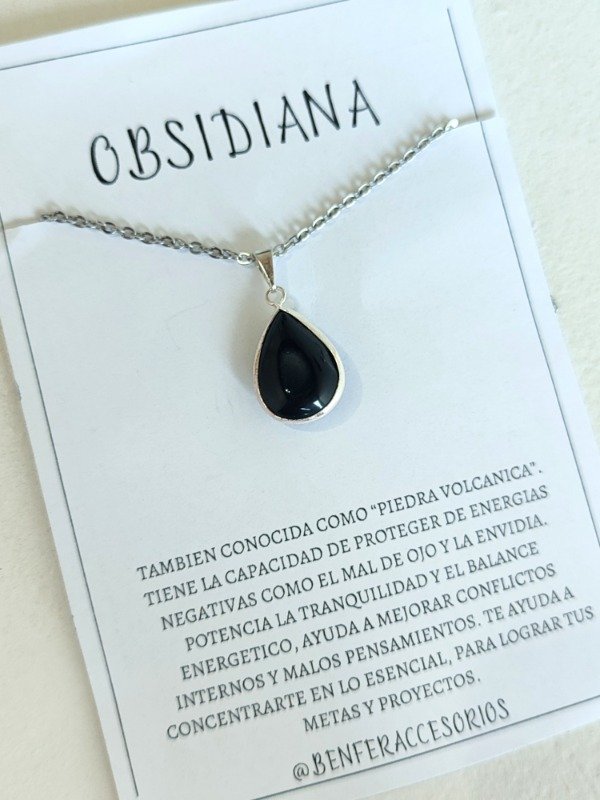 OBSIDIANA
TAMBIEN CONOCIDA COMO “PIEDRA VOLCANICA”.
TIENE LA CAPACIDAD DE PROTEGER DE ENERGIAS
NEGATIVAS COMO EL MAL DE OJO Y LA ENVIDIA.
POTENCIA LA TRANQUILIDAD Y EL BALANCE
ENERGETICO, AYUDA A MEJORAR CONFLICTOS
INTERNOS Y MALOS PENSAMIENTOS. TE AYUDA A
CONCENTRARTE EN LO ESENCIAL, PARA LOGRAR TUS
METAS Y PROYECTOS.
@BENFERACCESORIOS